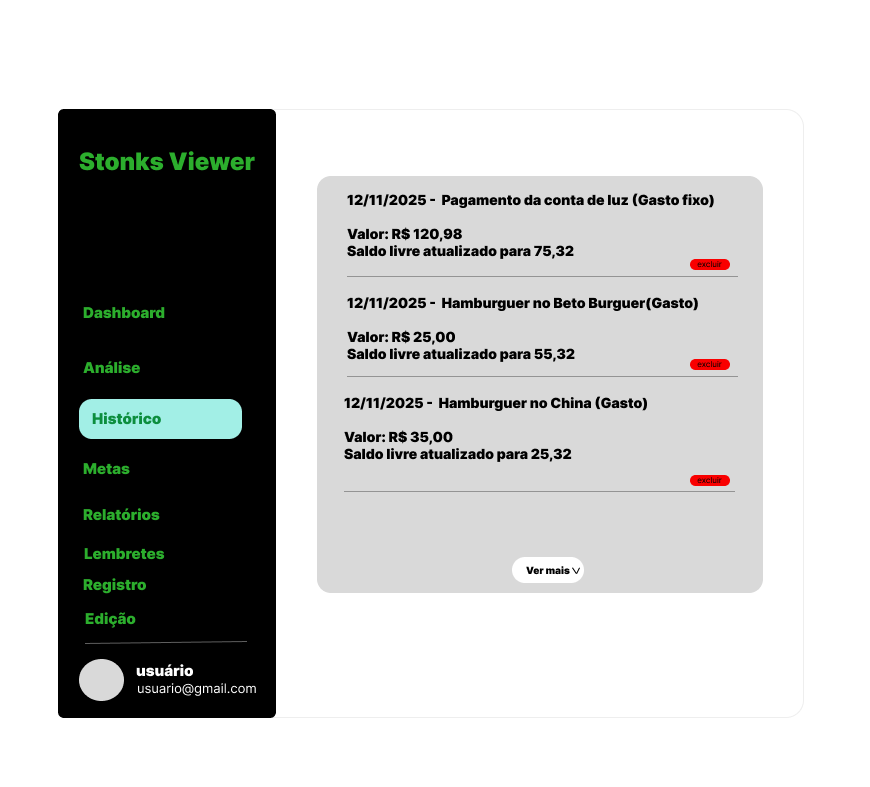 Stonks Viewer
Dashboard
Análise
Histórico
Metas
Relatórios
Lembretes
Registro
Edição
usuário
usuario@gmail.com
12/11/2025 - Pagamento da conta de luz (Gasto fixo)
Valor: R$ 120,98
Saldo livre atualizado para 75,32
excluir
12/11/2025 - Hamburguer no Beto Burguer(Gasto)
Valor: R$ 25,00
Saldo livre atualizado para 55,32
excluir
12/11/2025 - Hamburguer no China (Gasto)
Valor: R$ 35,00
Saldo livre atualizado para 25,32
excluir
Ver mais